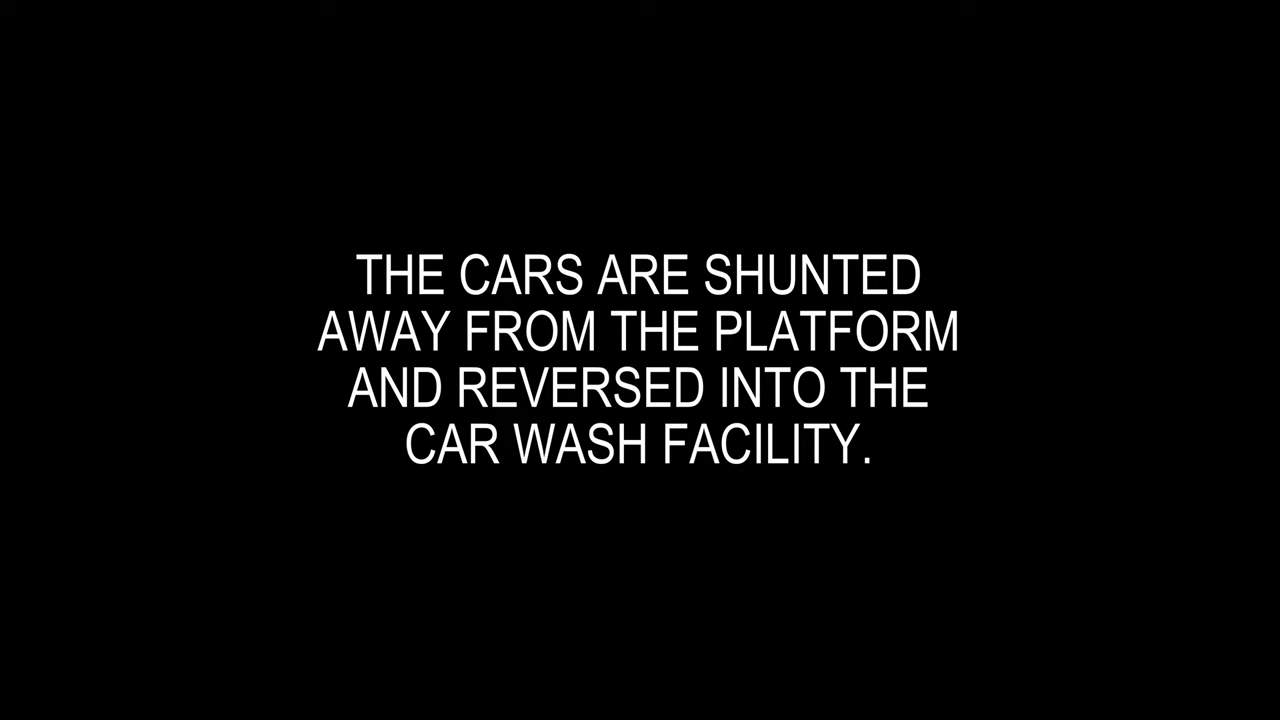 THE CARS ARE SHUNTED
AWAY FROM THE PLATFORM
AND REVERSED INTO THE
CAR WASH FACILITY.